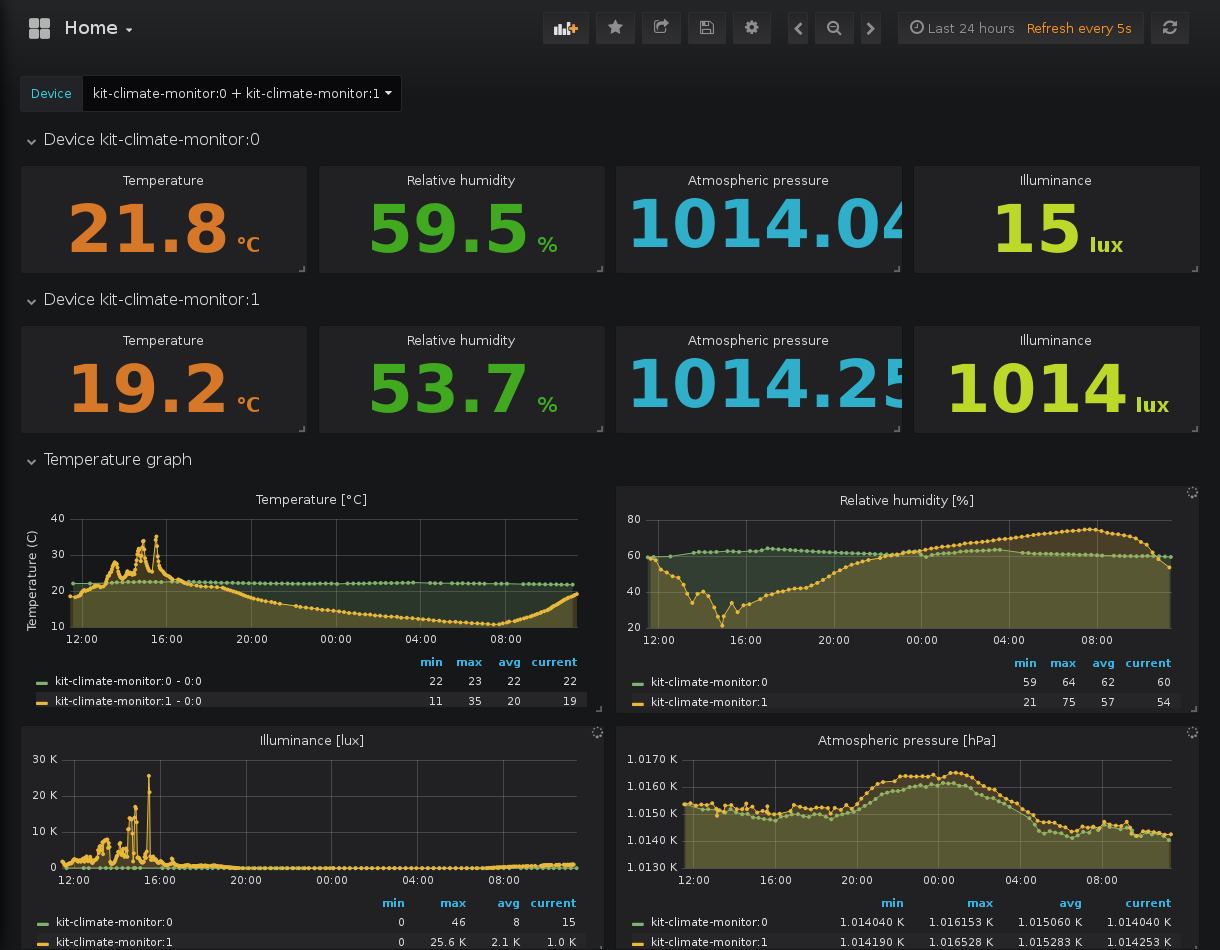 Home
Last 24 hours Refresh every 5s
Device kit-climate-monitor:0 + kit-climate-monitor:1
Device kit-climate-monitor:0
Temperature Relative humidity Atmospheric pressure Illuminance
21.8 °C 59.5 % 1014.04 15 lux
Device kit-climate-monitor:1
Temperature Relative humidity Atmospheric pressure Illuminance
19.2 °C 53.7 % 1014.25 1014 lux
Temperature graph
Temperature [°C]
Temperature (C)
40
30
20
10
12:00 16:00 20:00 00:00 04:00 08:00
min max avg current
kit-climate-monitor:0 - 0:0 22 23 22 22
kit-climate-monitor:1 - 0:0 11 35 20 19
Relative humidity [%]
80
60
40
20
12:00 16:00 20:00 00:00 04:00 08:00
min max avg current
kit-climate-monitor:0 59 64 62 60
kit-climate-monitor:1 21 75 57 54
Illuminance [lux]
30 K
20 K
10 K
0
12:00 16:00 20:00 00:00 04:00 08:00
min max avg current
kit-climate-monitor:0 0 46 8 15
kit-climate-monitor:1 0 25.6 K 2.1 K 1.0 K
Atmospheric pressure [hPa]
1.0170 K
1.0160 K
1.0150 K
1.0140 K
1.0130 K
12:00 16:00 20:00 00:00 04:00 08:00
min max avg current
kit-climate-monitor:0 1.014040 K 1.016153 K 1.015060 K 1.014040 K
kit-climate-monitor:1 1.014190 K 1.016528 K 1.015283 K 1.014253 K